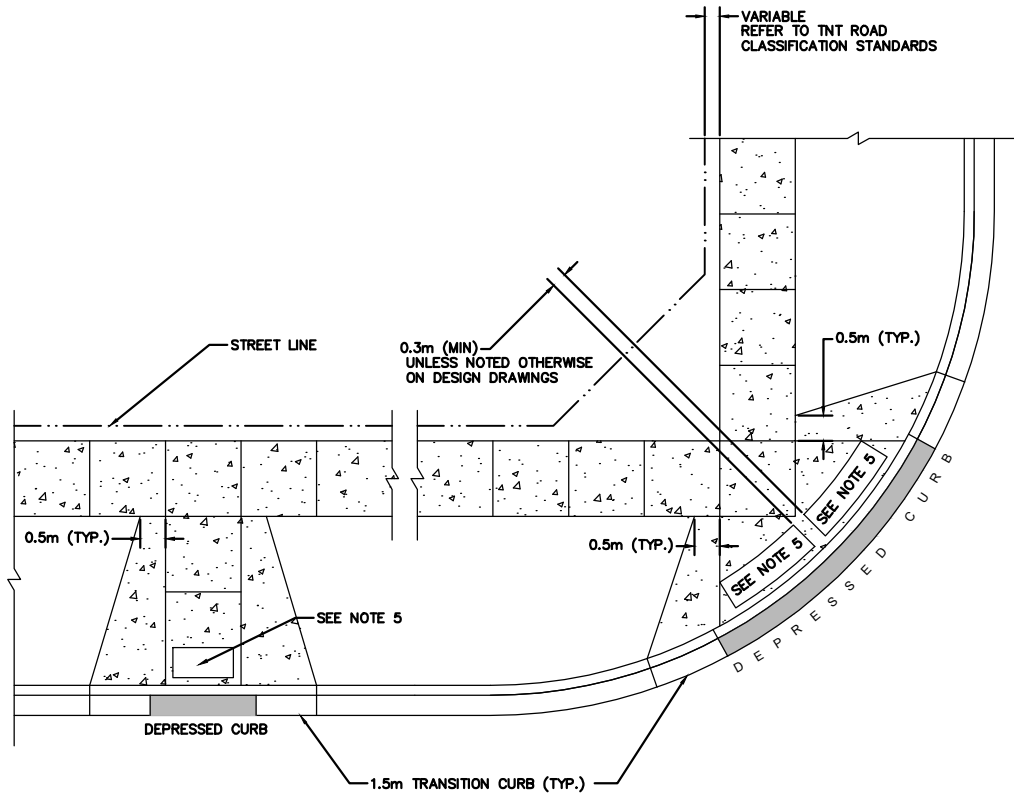 VARIABLE
REFER TO TNT ROAD
CLASSIFICATION STANDARDS
STREET LINE
0.3m (MIN)
UNLESS NOTED OTHERWISE
ON DESIGN DRAWINGS
0.5m (TYP.)
0.5m (TYP.)
0.5m (TYP.)
SEE NOTE 5
SEE NOTE 5
DEPRESSED CURB
SEE NOTE 5
DEPRESSED CURB
1.5m TRANSITION CURB (TYP.)